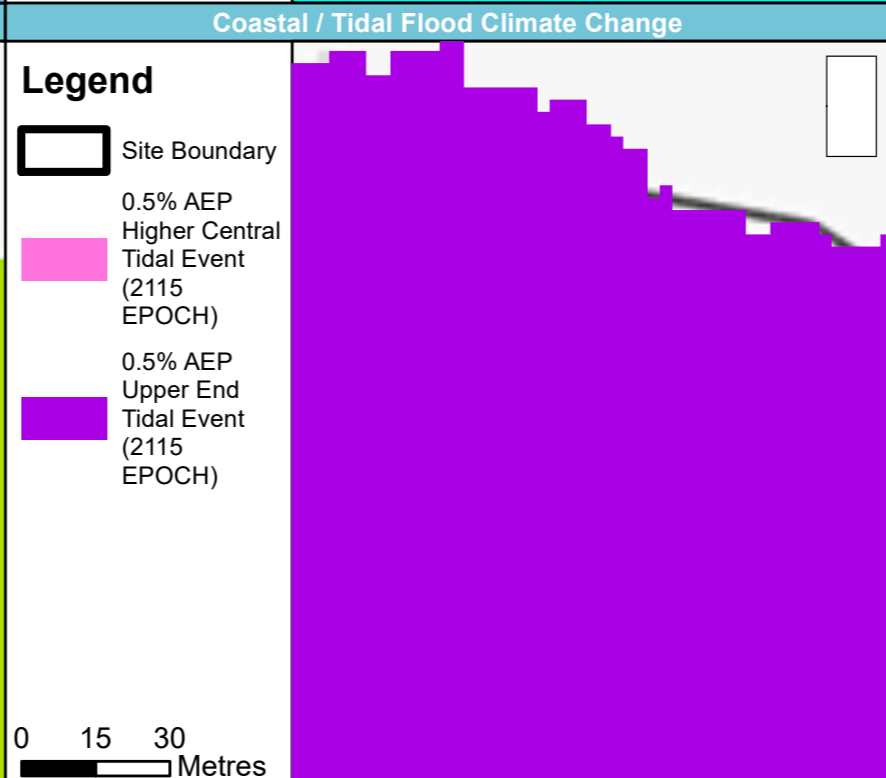 Coastal / Tidal Flood Climate Change
Legend
Site Boundary
0.5% AEP
Higher Central
Tidal Event
(2115
EPOCH)
0.5% AEP
Upper End
Tidal Event
(2115
EPOCH)
0 15 30
Metres